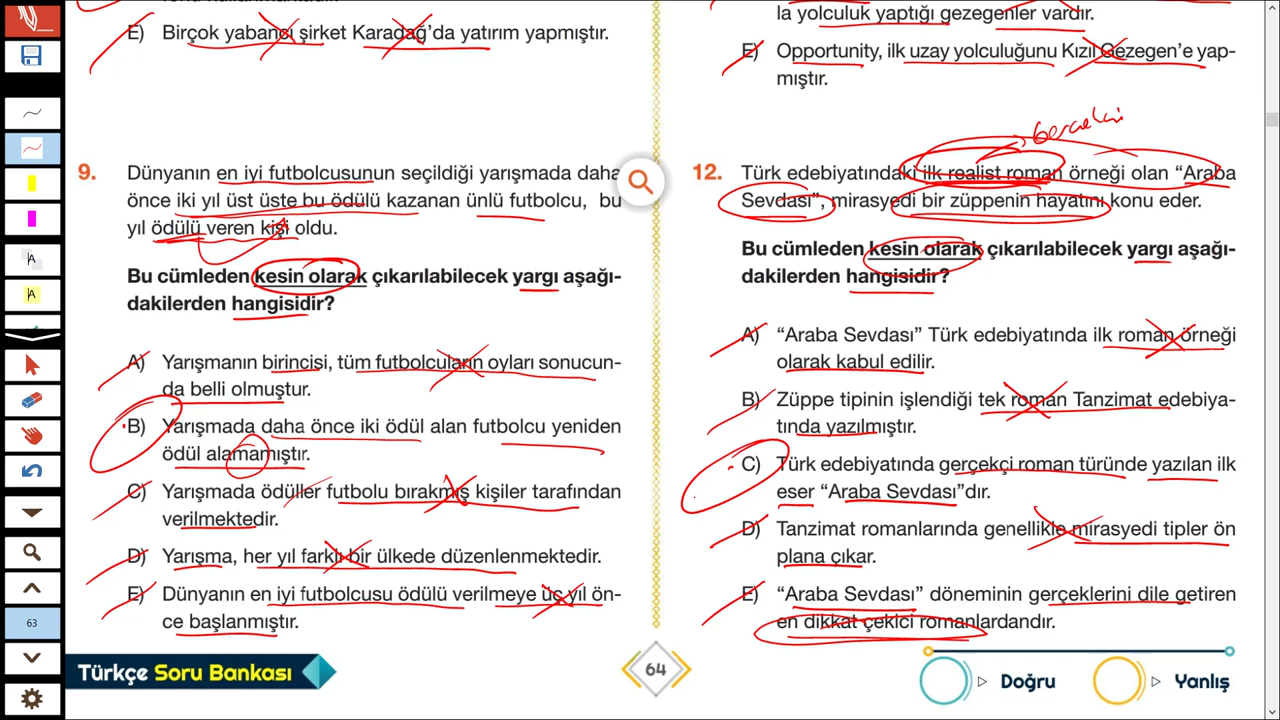 E) Birçok yabancı şirket Karadağ'da yatırım yapmıştır.
9. Dünyanın en iyi futbolcusunun seçildiği yarışmada daha
önce iki yıl üst üste bu ödülü kazanan ünlü futbolcu, bu
yıl ödülü veren kişi oldu.
Bu cümleden kesin olarak çıkarılabilecek yargı aşağı-
dakilerden hangisidir?
A) Yarışmanın birincisi, tüm futbolcuların oyları sonucun-
da belli olmuştur.
B) Yarışmada daha önce iki ödül alan futbolcu yeniden
ödül alamamıştır.
C) Yarışmada ödüller futbolu bırakmış kişiler tarafından
verilmektedir.
D) Yarışma, her yıl farklı bir ülkede düzenlenmektedir.
E) Dünyanın en iyi futbolcusu ödülü verilmeye üç yıl ön-
ce başlanmıştır.
la yolculuk yaptığı gezegenler vardır.
E) Opportunity, ilk uzay yolculuğunu Kızıl Gezegen'e yap-
mıştır.
12. Türk edebiyatındaki ilk realist roman örneği olan "Araba
Sevdası", mirasyedi bir züppenin hayatını konu eder.
Bu cümleden kesin olarak çıkarılabilecek yargı aşağı-
dakilerden hangisidir?
A) "Araba Sevdası" Türk edebiyatında ilk roman örneği
olarak kabul edilir.
B) Züppe tipinin işlendiği tek roman Tanzimat edebiya-
tında yazılmıştır.
C) Türk edebiyatında gerçekçi roman türünde yazılan ilk
eser "Araba Sevdası"dır.
D) Tanzimat romanlarında genellikle mirasyedi tipler ön
plana çıkar.
E) "Araba Sevdası" döneminin gerçeklerini dile getiren
en dikkat çekici romanlardandır.
Türkçe Soru Bankası
64
Doğru
Yanlış
A
A
63